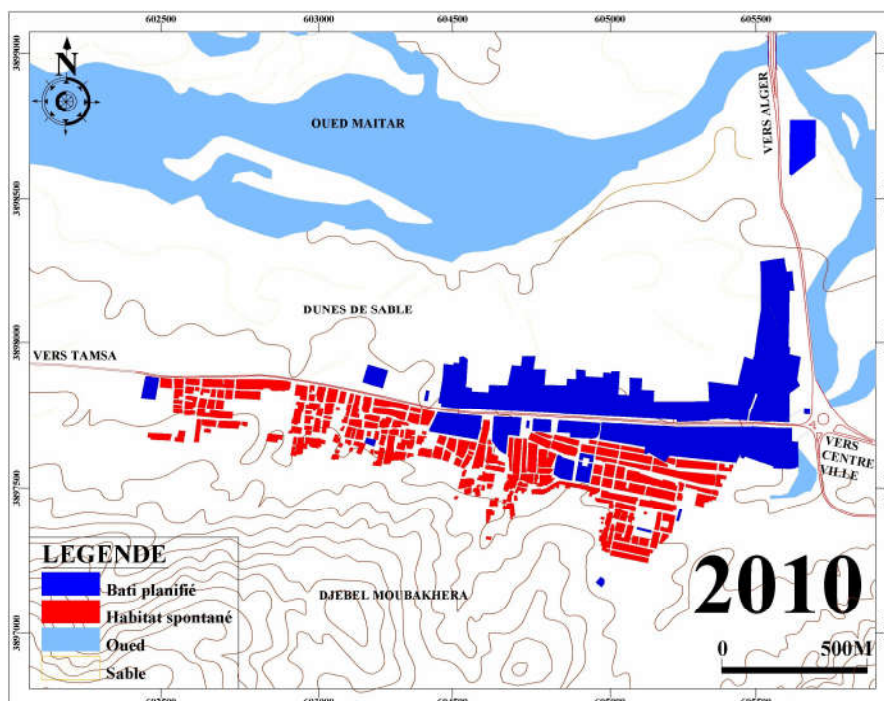 602500 603000 604500 605000 605500
3899000
N
OUED MAITAR
VERS ALGER
3898500
DUNES DE SABLE
3898000
VERS TAMSA
VERS
CENTRE
VILLE
3897500
LEGENDE
Bati planifié
Habitat spontané
Oued
Sable
DJEBEL MOUBAKHERA
2010
3897000
0 500M